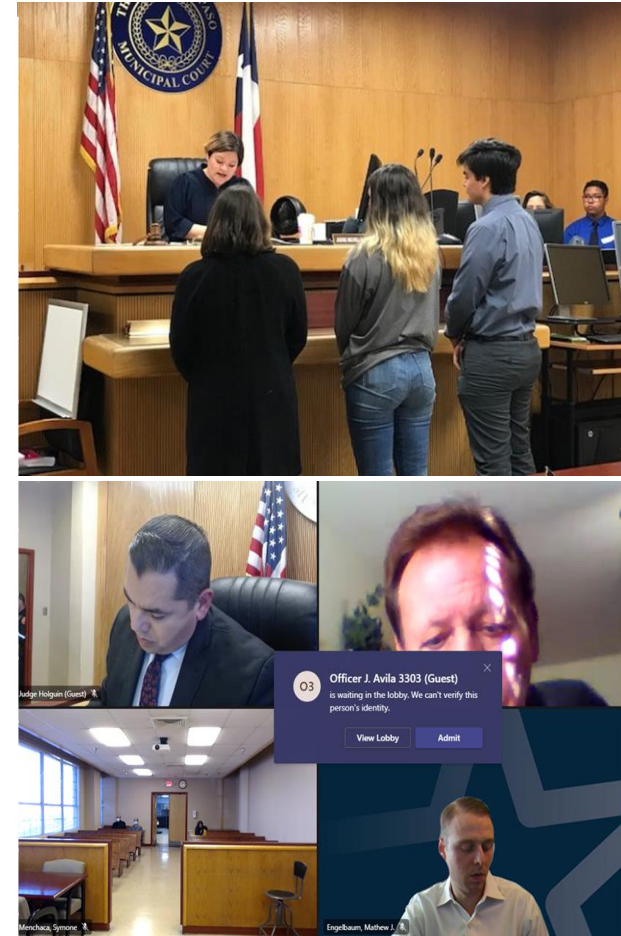 MUNICIPAL COURT
Judge Holguin (Guest)
O3
Officer J. Avila 3303 (Guest)
is waiting in the lobby. We can't verify this
person's identity.
View Lobby
Admit
Menchaca, Symone
Engelbaum, Mathew J.